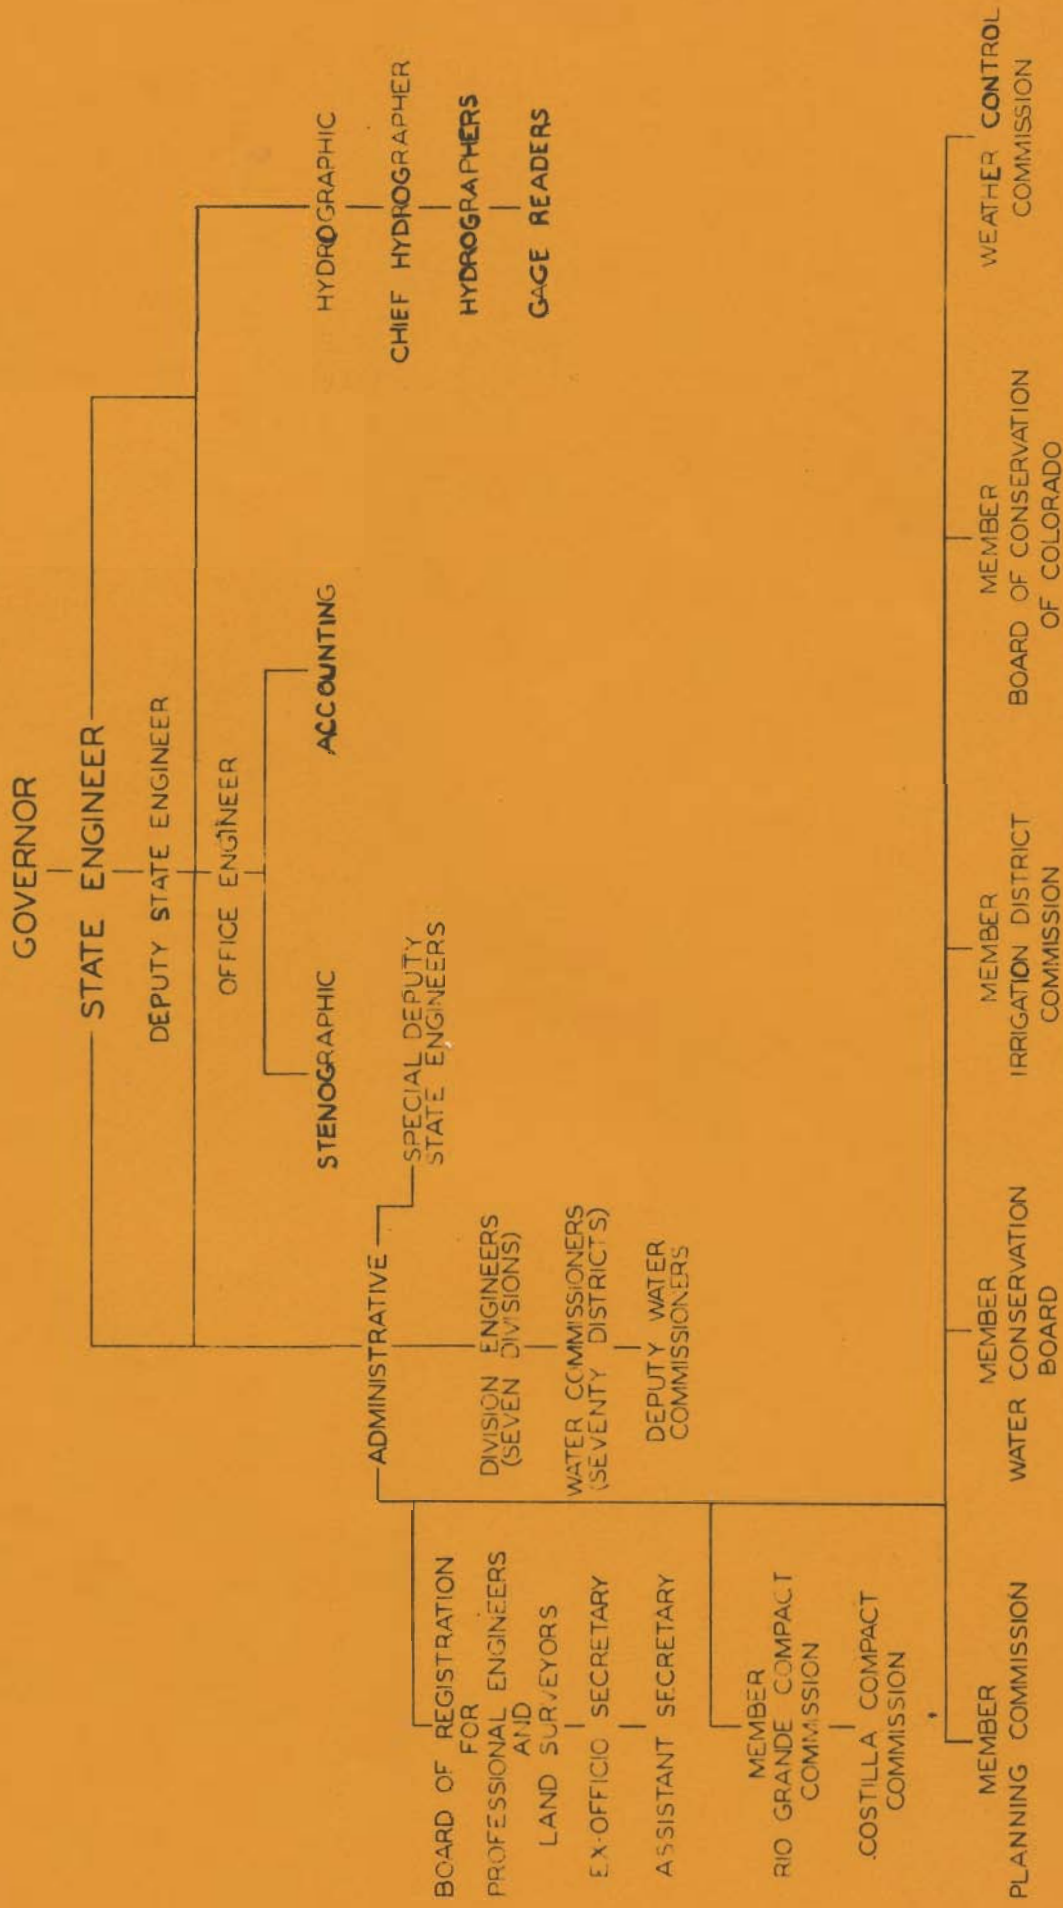 GOVERNOR
STATE ENGINEER
DEPUTY STATE ENGINEER
OFFICE ENGINEER
STENOGRAPHIC
ACCOUNTING
HYDROGRAPHIC
CHIEF HYDROGRAPHER
HYDROGRAPHERS
GAGE READERS
ADMINISTRATIVE
SPECIAL DEPUTY
STATE ENGINEERS
DIVISION ENGINEERS
(SEVEN DIVISIONS)
WATER COMMISSIONERS
(SEVENTY DISTRICTS)
DEPUTY WATER
COMMISSIONERS
BOARD OF REGISTRATION
FOR
PROFESSIONAL ENGINEERS
AND
LAND SURVEYORS
EX-OFFICIO SECRETARY
ASSISTANT SECRETARY
MEMBER
RIO GRANDE COMPACT
COMMISSION
COSTILLA COMPACT
COMMISSION
MEMBER
PLANNING COMMISSION
MEMBER
WATER CONSERVATION
BOARD
MEMBER
IRRIGATION DISTRICT
COMMISSION
MEMBER
BOARD OF CONSERVATION
OF COLORADO
WEATHER CONTROL
COMMISSION